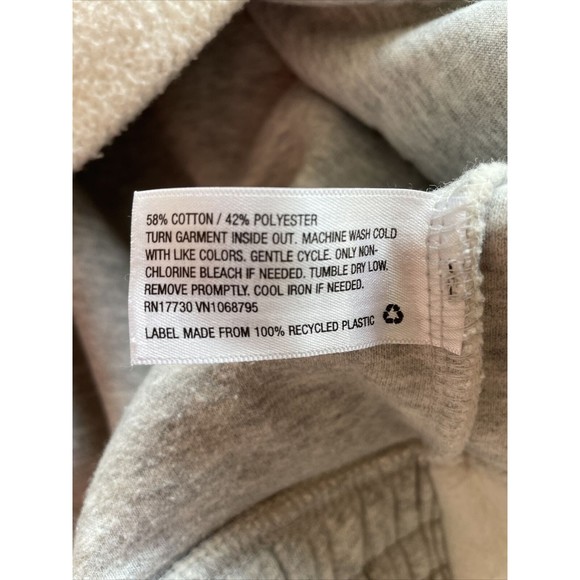 58% COTTON / 42% POLYESTER
TURN GARMENT INSIDE OUT. MACHINE WASH COLD
WITH LIKE COLORS. GENTLE CYCLE. ONLY NON-
CHLORINE BLEACH IF NEEDED. TUMBLE DRY LOW.
REMOVE PROMPTLY. COOL IRON IF NEEDED.
RN17730 VN1068795
LABEL MADE FROM 100% RECYCLED PLASTIC